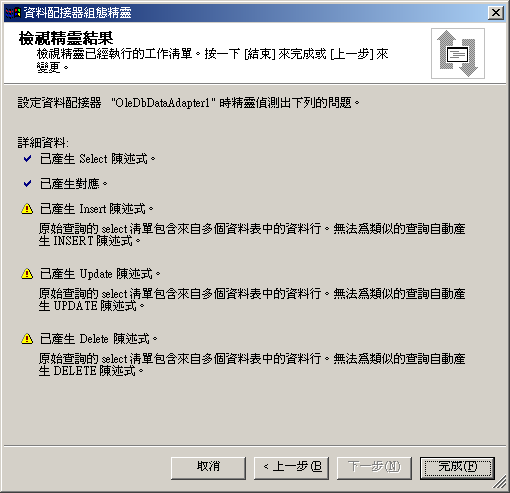 資料配接器組態精靈
檢視精靈結果
檢視精靈已經執行的工作清單。按一下 [結束] 來完成或 [上一步] 來
變更。
設定資料配接器 "OleDbDataAdapter1" 時精靈偵測出下列的問題。
詳細資料:
已產生 Select 陳述式。
已產生對應。
已產生 Insert 陳述式。
原始查詢的 select 清單包含來自多個資料表中的資料行。無法為類似的查詢自動產
生 INSERT 陳述式。
已產生 Update 陳述式。
原始查詢的 select 清單包含來自多個資料表中的資料行。無法為類似的查詢自動產
生 UPDATE 陳述式。
已產生 Delete 陳述式。
原始查詢的 select 清單包含來自多個資料表中的資料行。無法為類似的查詢自動產
生 DELETE 陳述式。
取消 < 上一步(B 下一步(N) 完成(F)